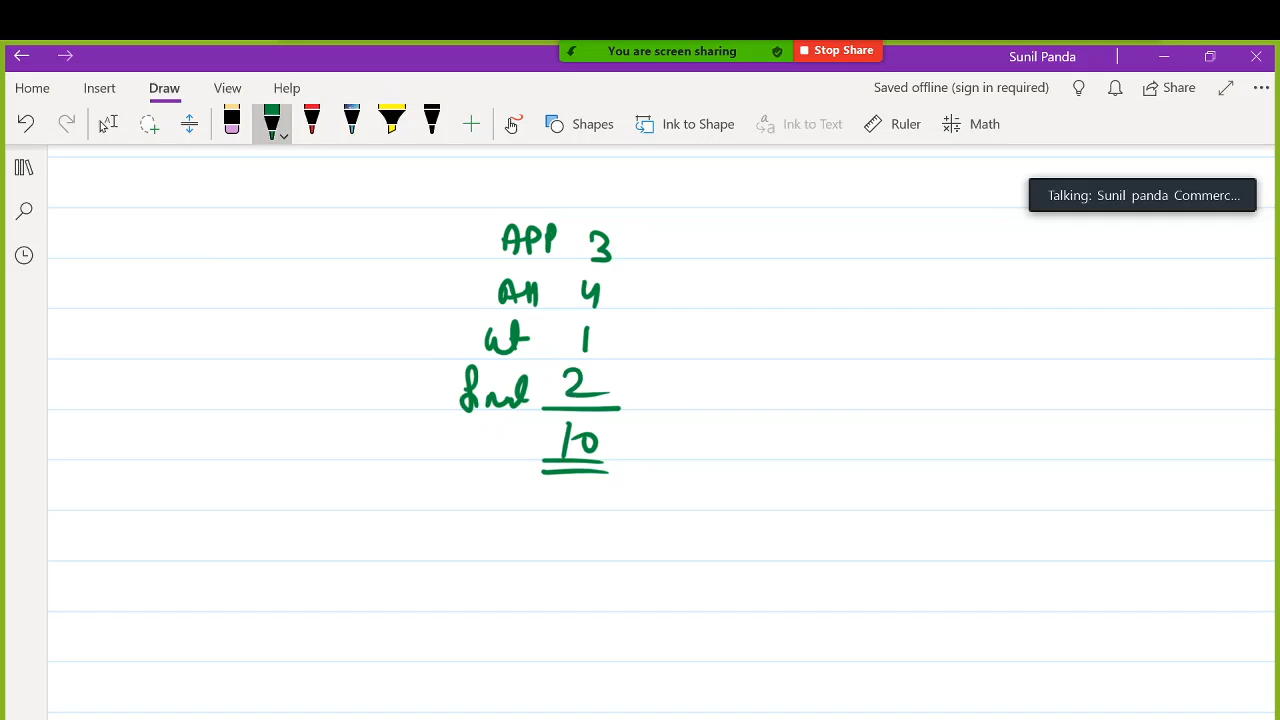 You are screen sharing Stop Share
Sunil Panda
Home Insert Draw View Help Saved offline (sign in required) Share
Shapes Ink to Shape Ink to Text Ruler Math
Talking: Sunil panda Commerc...
APP 3
All 4
Ut 1
2
10